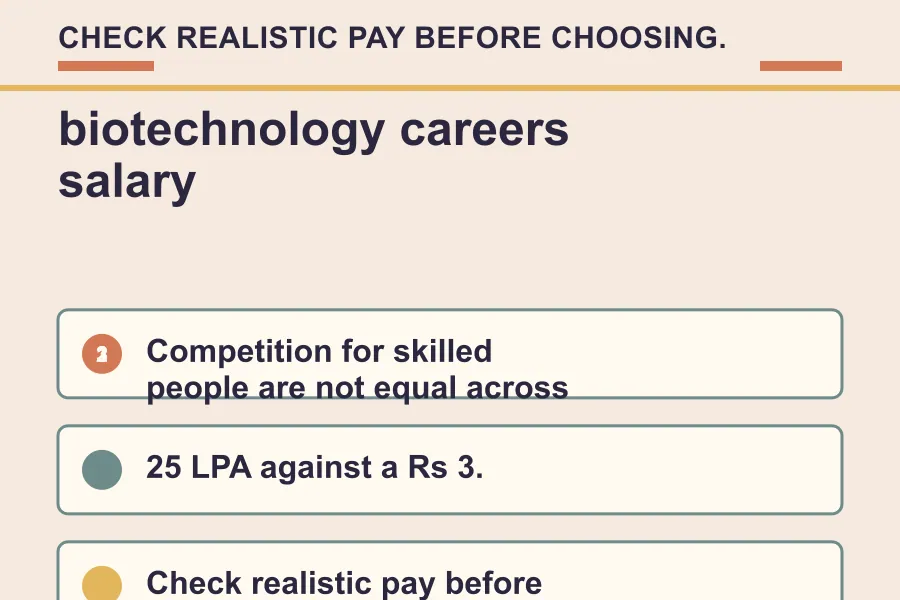 CHECK REALISTIC PAY BEFORE CHOOSING.
biotechnology careers
salary
Competition for skilled
people are not equal across
25 LPA against a Rs 3.
Check realistic pay before